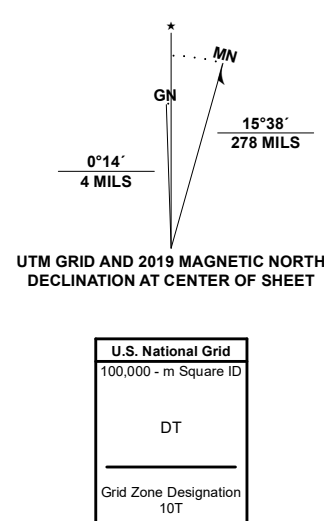 ★
MN
GN
15°38´
278 MILS
0°14´
4 MILS
UTM GRID AND 2019 MAGNETIC NORTH
DECLINATION AT CENTER OF SHEET
U.S. National Grid
100,000 - m Square ID
DT
Grid Zone Designation
10T